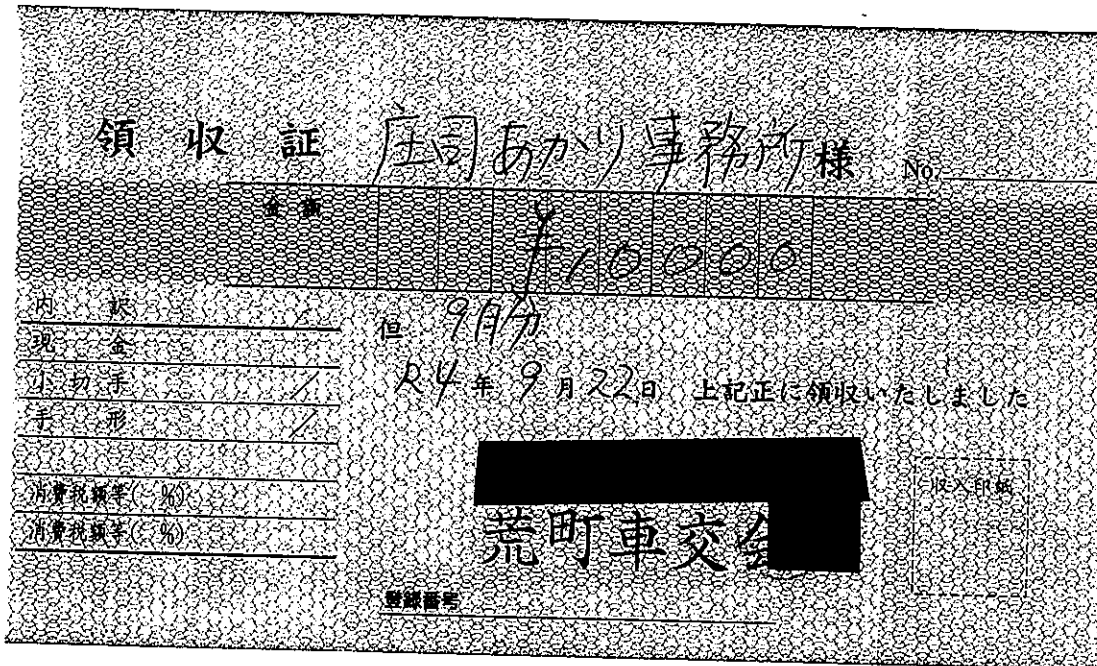 領収証 庄司あかり事務所様 No.
金額 ¥10000
内訳
現金
小切手
手形
消費税額等( %)
消費税額等( %)
但 9月分
R4年9月22日 上記正に領収いたしました
収入印紙
荒町車交会
登録番号